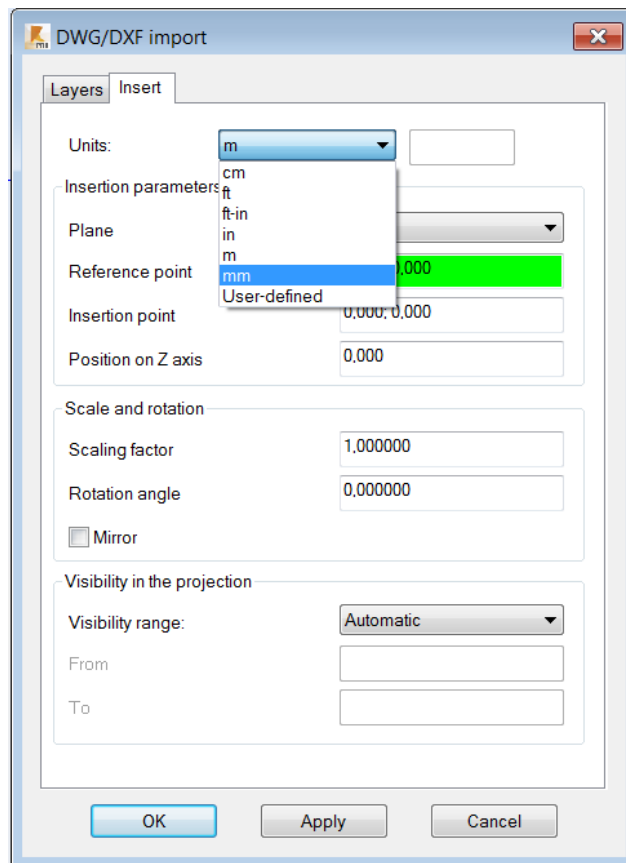 DWG/DXF import
Layers Insert
Units: m
cm
Insertion parameters ft
ft-in
Plane in
m
Reference point mm ,000
User-defined
Insertion point 0,000; 0,000
Position on Z axis 0,000
Scale and rotation
Scaling factor 1,000000
Rotation angle 0,000000
Mirror
Visibility in the projection
Visibility range: Automatic
From
To
OK Apply Cancel